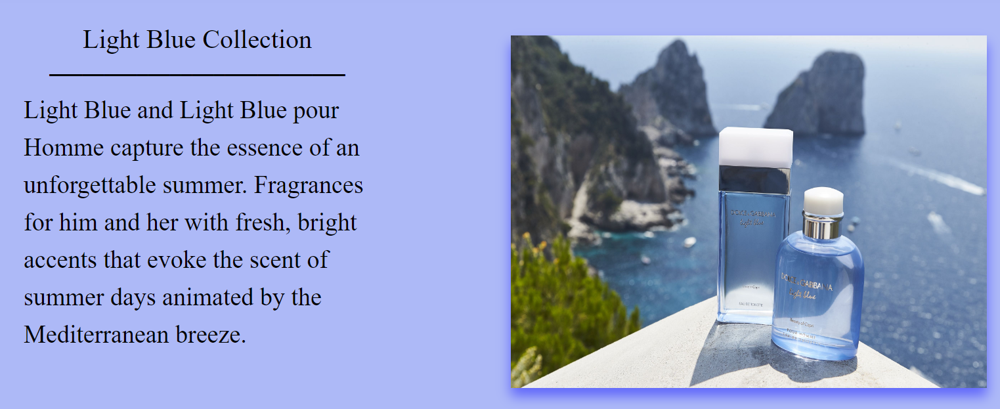 Light Blue Collection
Light Blue and Light Blue pour
Homme capture the essence of an
unforgettable summer. Fragrances
for him and her with fresh, bright
accents that evoke the scent of
summer days animated by the
Mediterranean breeze.
DOLCE & GABBANA
light blue
EAU DE TOILETTE
DOLCE & GABBANA
light blue
Beauty of Capri
POUR HOMME